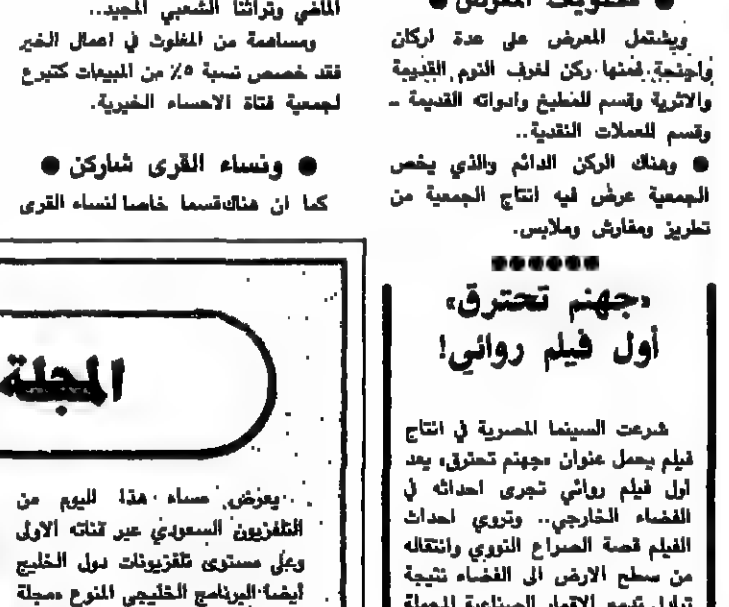 ويشتمل المعرض على عدة اركان
واجنحة.فمنها ركن لغرف النوم القديمة
والاثرية وقسم للمطبخ وادواته القديمة ــ
وقسم للعملات النقدية..
● وهناك الركن الدائم والذي يخص
الجمعية عرض فيه انتاج الجمعية من
تطريز ومفارش وملابس.
«جهنم تحترق»
أول فيلم روائي!
شرعت السينما المصرية في انتاج
فيلم يحمل عنوان «جهنم تحترق» يعد
اول فيلم روائي تجرى احداثه في
الفضاء الخارجي.. وتروي احداث
الفيلم قصة الصراع النووي وانتقاله
من سطح الارض الى الفضاء نتيجة
الاقمار الصناعية المحملة
الماضي وتراثنا الشعبي المجيد..
ومساهمة من المغلوث في اعمال الخير
فقد خصص نسبة ٥٪ من المبيعات كتبرع
لجمعية فتاة الاحساء الخيرية.
● ونساء القرى شاركن ●
كما ان هناك قسما خاصا لنساء القرى
المجلة
يعرض مساء هذا اليوم من
التلفزيون السعودي عبر قناته الاولى
وعلى مستوى تلفزيونات دول الخليج
أيضا البرنامج الخليجي المنوع «مجلة